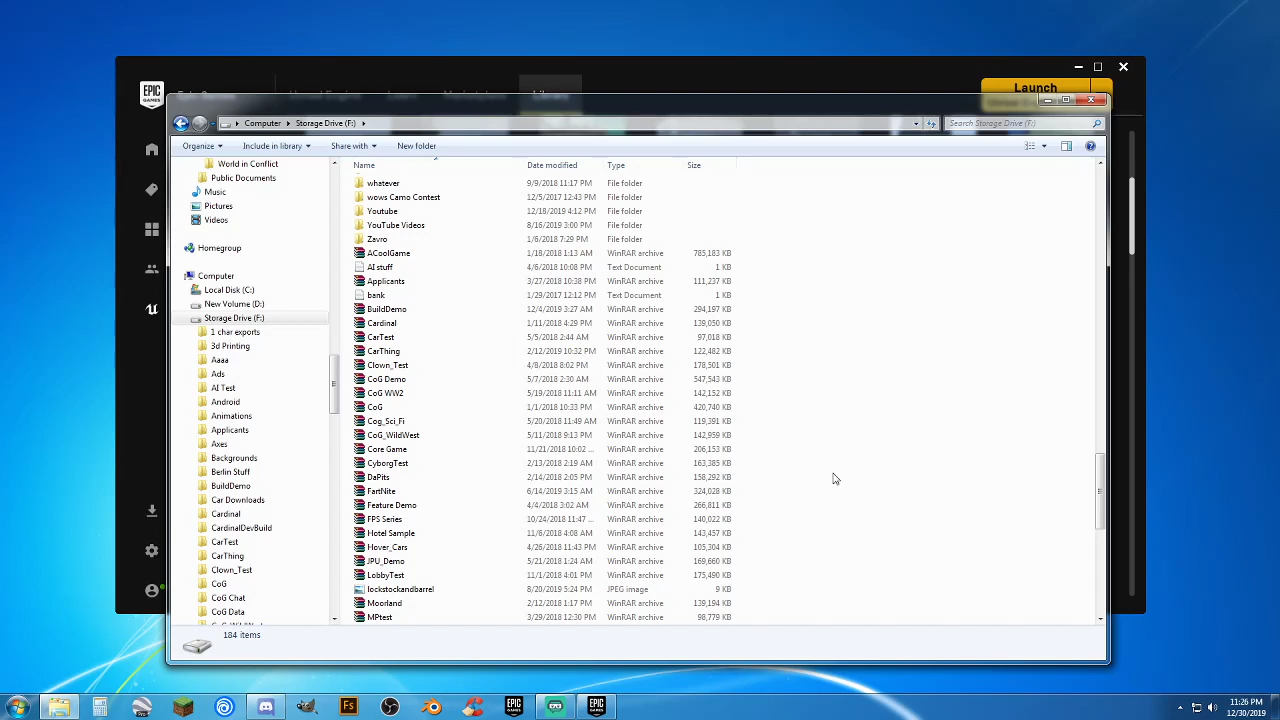 EPIC
GAMES
Launch
Computer
Storage Drive (F:)
Search Storage Drive (F:)
Organize
Include in library
Share with
New folder
World in Conflict
Public Documents
Music
Pictures
Videos
Homegroup
Computer
Local Disk (C:)
New Volume (D:)
Storage Drive (F:)
1 char exports
3d Printing
Aaaa
Ads
AI Test
Android
Animations
Applicants
Axes
Backgrounds
Berlin Stuff
BuildDemo
Car Downloads
Cardinal
CardinalDevBuild
CarTest
CarThing
Clown_Test
CoG
CoG Chat
CoG Data
Name Date modified Type Size
whatever 9/9/2018 11:17 PM File folder
wows Camo Contest 12/5/2017 12:43 PM File folder
Youtube 12/18/2019 4:12 PM File folder
YouTube Videos 8/16/2019 3:00 PM File folder
Zavro 1/6/2018 7:29 PM File folder
ACoolGame 1/18/2018 1:13 AM WinRAR archive 785,183 KB
AI stuff 4/6/2018 10:08 PM Text Document 1 KB
Applicants 3/27/2018 10:38 PM WinRAR archive 111,237 KB
bank 1/29/2017 12:12 PM Text Document 1 KB
BuildDemo 12/4/2019 3:27 AM WinRAR archive 294,197 KB
Cardinal 1/11/2018 4:29 PM WinRAR archive 139,050 KB
CarTest 5/5/2018 2:44 AM WinRAR archive 97,018 KB
CarThing 2/12/2019 10:32 PM WinRAR archive 122,482 KB
Clown_Test 4/8/2018 8:02 PM WinRAR archive 178,501 KB
CoG Demo 5/7/2018 2:30 AM WinRAR archive 547,543 KB
CoG WW2 5/19/2018 11:11 AM WinRAR archive 142,152 KB
CoG 1/1/2018 10:33 PM WinRAR archive 420,740 KB
Cog_Sci_Fi 5/20/2018 11:49 AM WinRAR archive 119,391 KB
CoG_WildWest 5/11/2018 9:13 PM WinRAR archive 142,959 KB
Core Game 11/21/2018 10:02 ... WinRAR archive 206,153 KB
CyborgTest 2/13/2018 2:19 AM WinRAR archive 163,385 KB
DaPits 2/14/2018 2:05 PM WinRAR archive 158,292 KB
FartNite 6/14/2019 3:15 AM WinRAR archive 324,028 KB
Feature Demo 4/4/2018 3:02 AM WinRAR archive 266,811 KB
FPS Series 10/24/2018 11:47 ... WinRAR archive 140,022 KB
Hotel Sample 11/6/2018 4:08 AM WinRAR archive 143,457 KB
Hover_Cars 4/26/2018 11:43 PM WinRAR archive 105,304 KB
JPU_Demo 5/21/2018 1:24 AM WinRAR archive 169,660 KB
LobbyTest 11/1/2018 4:01 PM WinRAR archive 175,490 KB
lockstockandbarrel 8/20/2019 5:24 PM JPEG image 9 KB
Moorland 2/12/2018 1:17 PM WinRAR archive 139,194 KB
MPtest 3/29/2018 12:30 PM WinRAR archive 98,779 KB
184 items
11:26 PM
12/30/2019